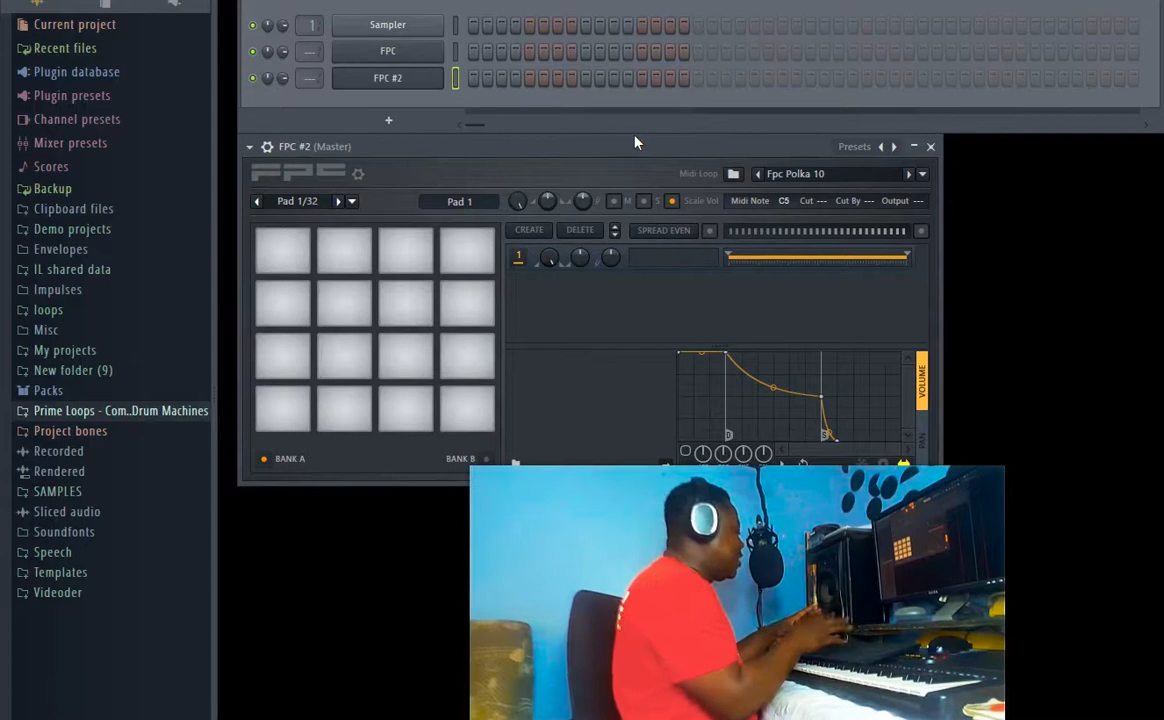 Current project
Recent files
Plugin database
Plugin presets
Channel presets
Mixer presets
Scores
Backup
Clipboard files
Demo projects
Envelopes
IL shared data
Impulses
loops
Misc
My projects
New folder (9)
Packs
Prime Loops - Com..Drum Machines
Project bones
Recorded
Rendered
SAMPLES
Sliced audio
Soundfonts
Speech
Templates
Videoder
1 Sampler
--- FPC
--- FPC #2
+
FPC #2 (Master) Presets
FPC Midi Loop Fpc Polka 10
Pad 1/32 Pad 1 M S Scale Vol Midi Note C5 Cut --- Cut By --- Output ---
CREATE DELETE SPREAD EVEN
1
VOLUME
PAN
D S
BANK A BANK B